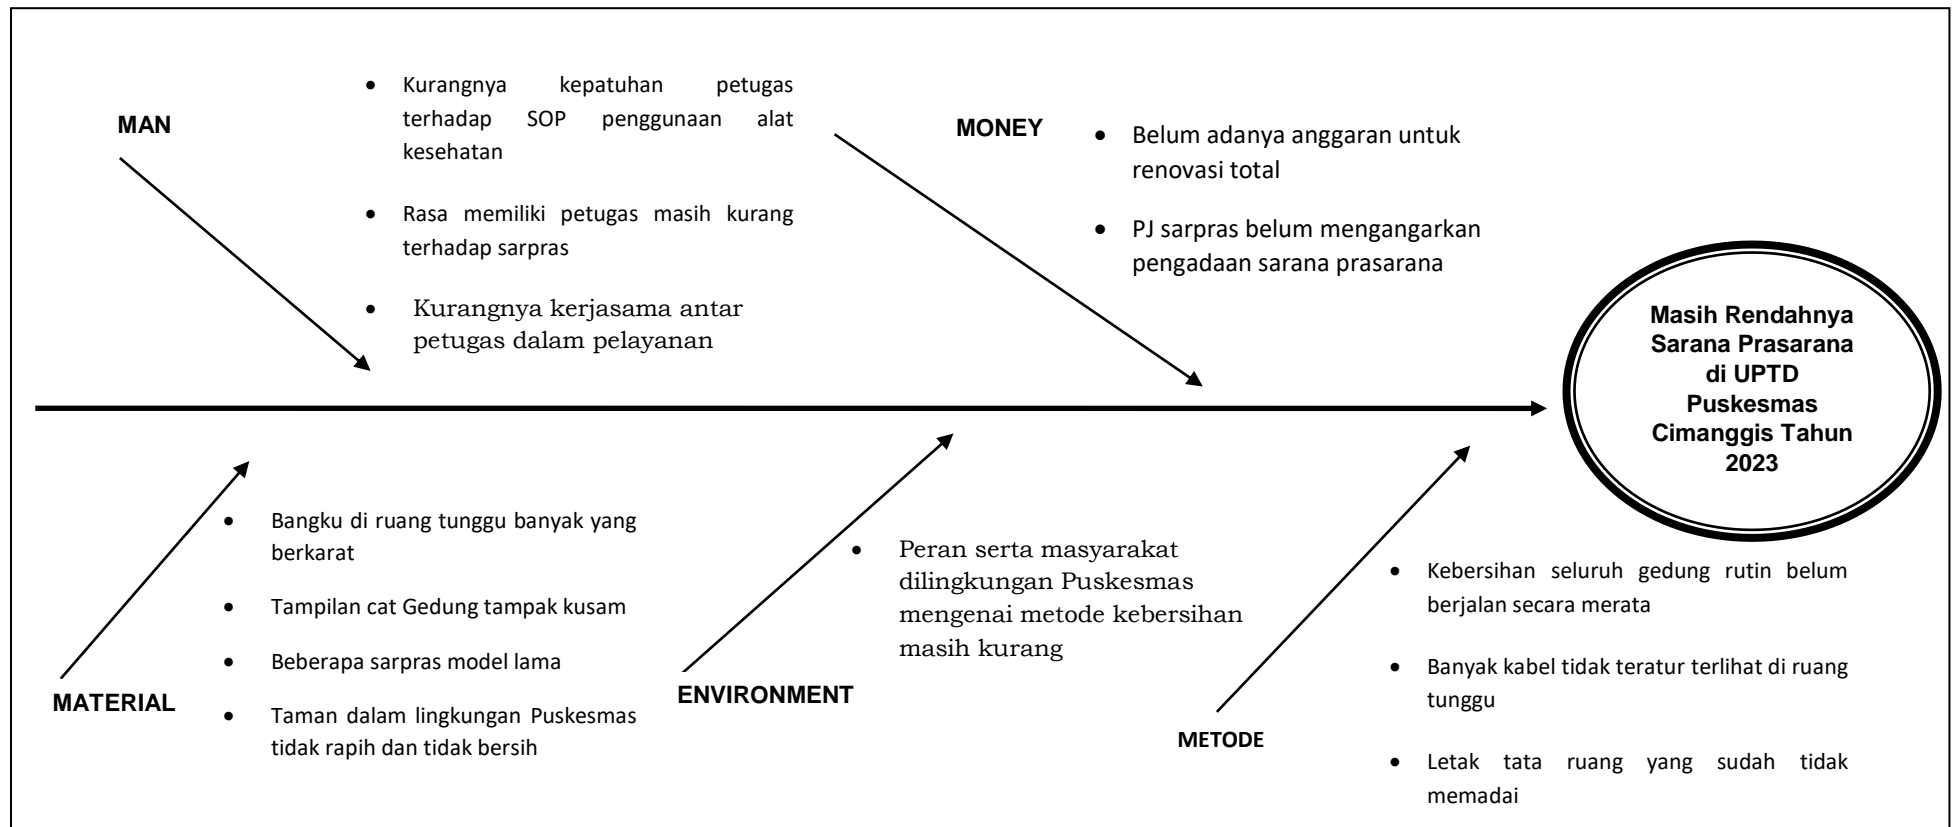 MAN
Kurangnya kepatuhan petugas
terhadap SOP penggunaan alat
kesehatan
Rasa memiliki petugas masih kurang
terhadap sarpras
Kurangnya kerjasama antar
petugas dalam pelayanan
MONEY
Belum adanya anggaran untuk
renovasi total
PJ sarpras belum mengangarkan
pengadaan sarana prasarana
Masih Rendahnya
Sarana Prasarana
di UPTD
Puskesmas
Cimanggis Tahun
2023
MATERIAL
Bangku di ruang tunggu banyak yang
berkarat
Tampilan cat Gedung tampak kusam
Beberapa sarpras model lama
Taman dalam lingkungan Puskesmas
tidak rapih dan tidak bersih
ENVIRONMENT
Peran serta masyarakat
dilingkungan Puskesmas
mengenai metode kebersihan
masih kurang
METODE
Kebersihan seluruh gedung rutin belum
berjalan secara merata
Banyak kabel tidak teratur terlihat di ruang
tunggu
Letak tata ruang yang sudah tidak
memadai